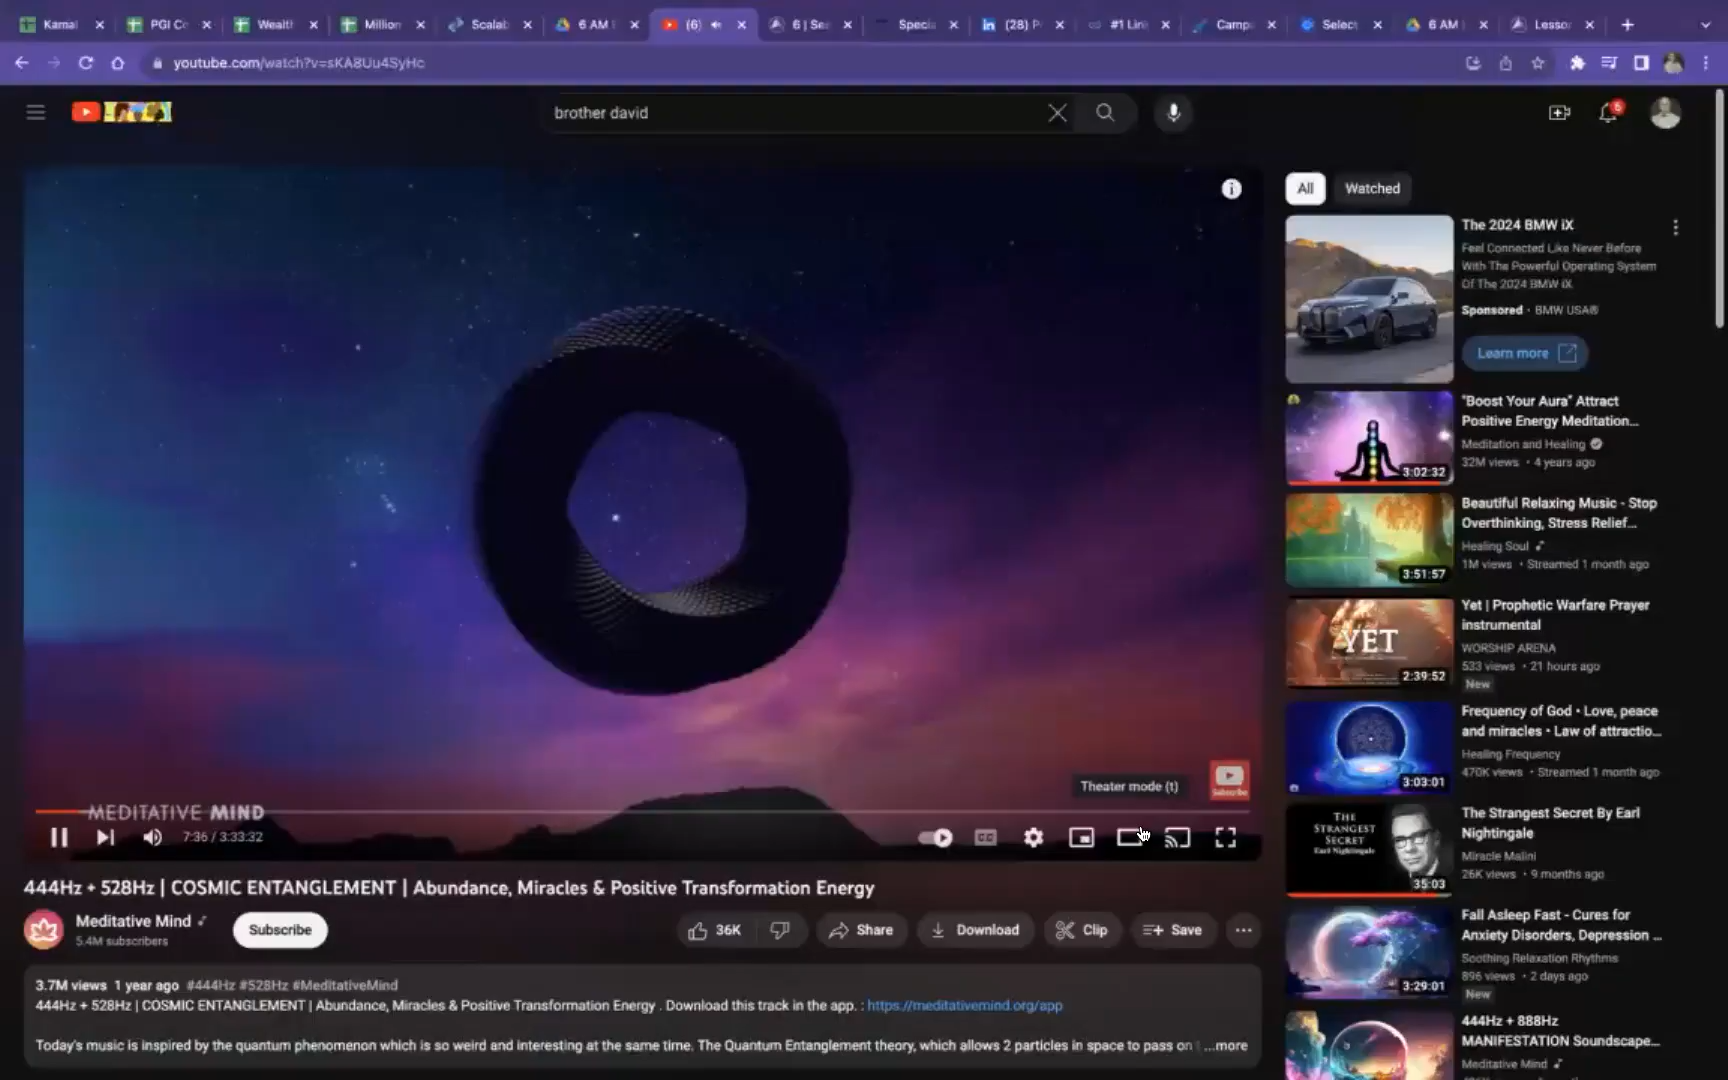 Kamal
PGI Co
Wealt
Million
Scalab
6 AM
(6)
6 | Ser
Specia
(28) P
#1 Lin
Camp
Select
6 AM
Lesso
youtube.com/watch?v=sKA8Uu4SyHc
brother david
6
All
Watched
The 2024 BMW iX
Feel Connected Like Never Before
With The Powerful Operating System
Of The 2024 BMW iX
Sponsored · BMW USA®
Learn more
"Boost Your Aura" Attract
Positive Energy Meditation...
Meditation and Healing
32M views • 4 years ago
3:02:32
Beautiful Relaxing Music - Stop
Overthinking, Stress Relief...
Healing Soul
1M views • Streamed 1 month ago
3:51:57
Yet | Prophetic Warfare Prayer
instrumental
WORSHIP ARENA
533 views • 21 hours ago
New
YET
2:39:52
Frequency of God • Love, peace
and miracles • Law of attractio...
Healing Frequency
470K views • Streamed 1 month ago
3:03:01
The Strangest Secret By Earl
Nightingale
Miracle Malini
26K views • 9 months ago
THE
STRANGEST
SECRET
Earl Nightingale
35:03
Fall Asleep Fast - Cures for
Anxiety Disorders, Depression ...
Soothing Relaxation Rhythms
896 views • 2 days ago
New
3:29:01
444Hz + 888Hz
MANIFESTATION Soundscape...
Meditative Mind
Theater mode (t)
Subscribe
MEDITATIVE MIND
7:36 / 3:33:32
CC
444Hz + 528Hz | COSMIC ENTANGLEMENT | Abundance, Miracles & Positive Transformation Energy
Meditative Mind
5.4M subscribers
Subscribe
36K
Share
Download
Clip
Save
3.7M views 1 year ago #444Hz #528Hz #MeditativeMind
444Hz + 528Hz | COSMIC ENTANGLEMENT | Abundance, Miracles & Positive Transformation Energy . Download this track in the app. : https://meditativemind.org/app
Today's music is inspired by the quantum phenomenon which is so weird and interesting at the same time. The Quantum Entanglement theory, which allows 2 particles in space to pass on ...more